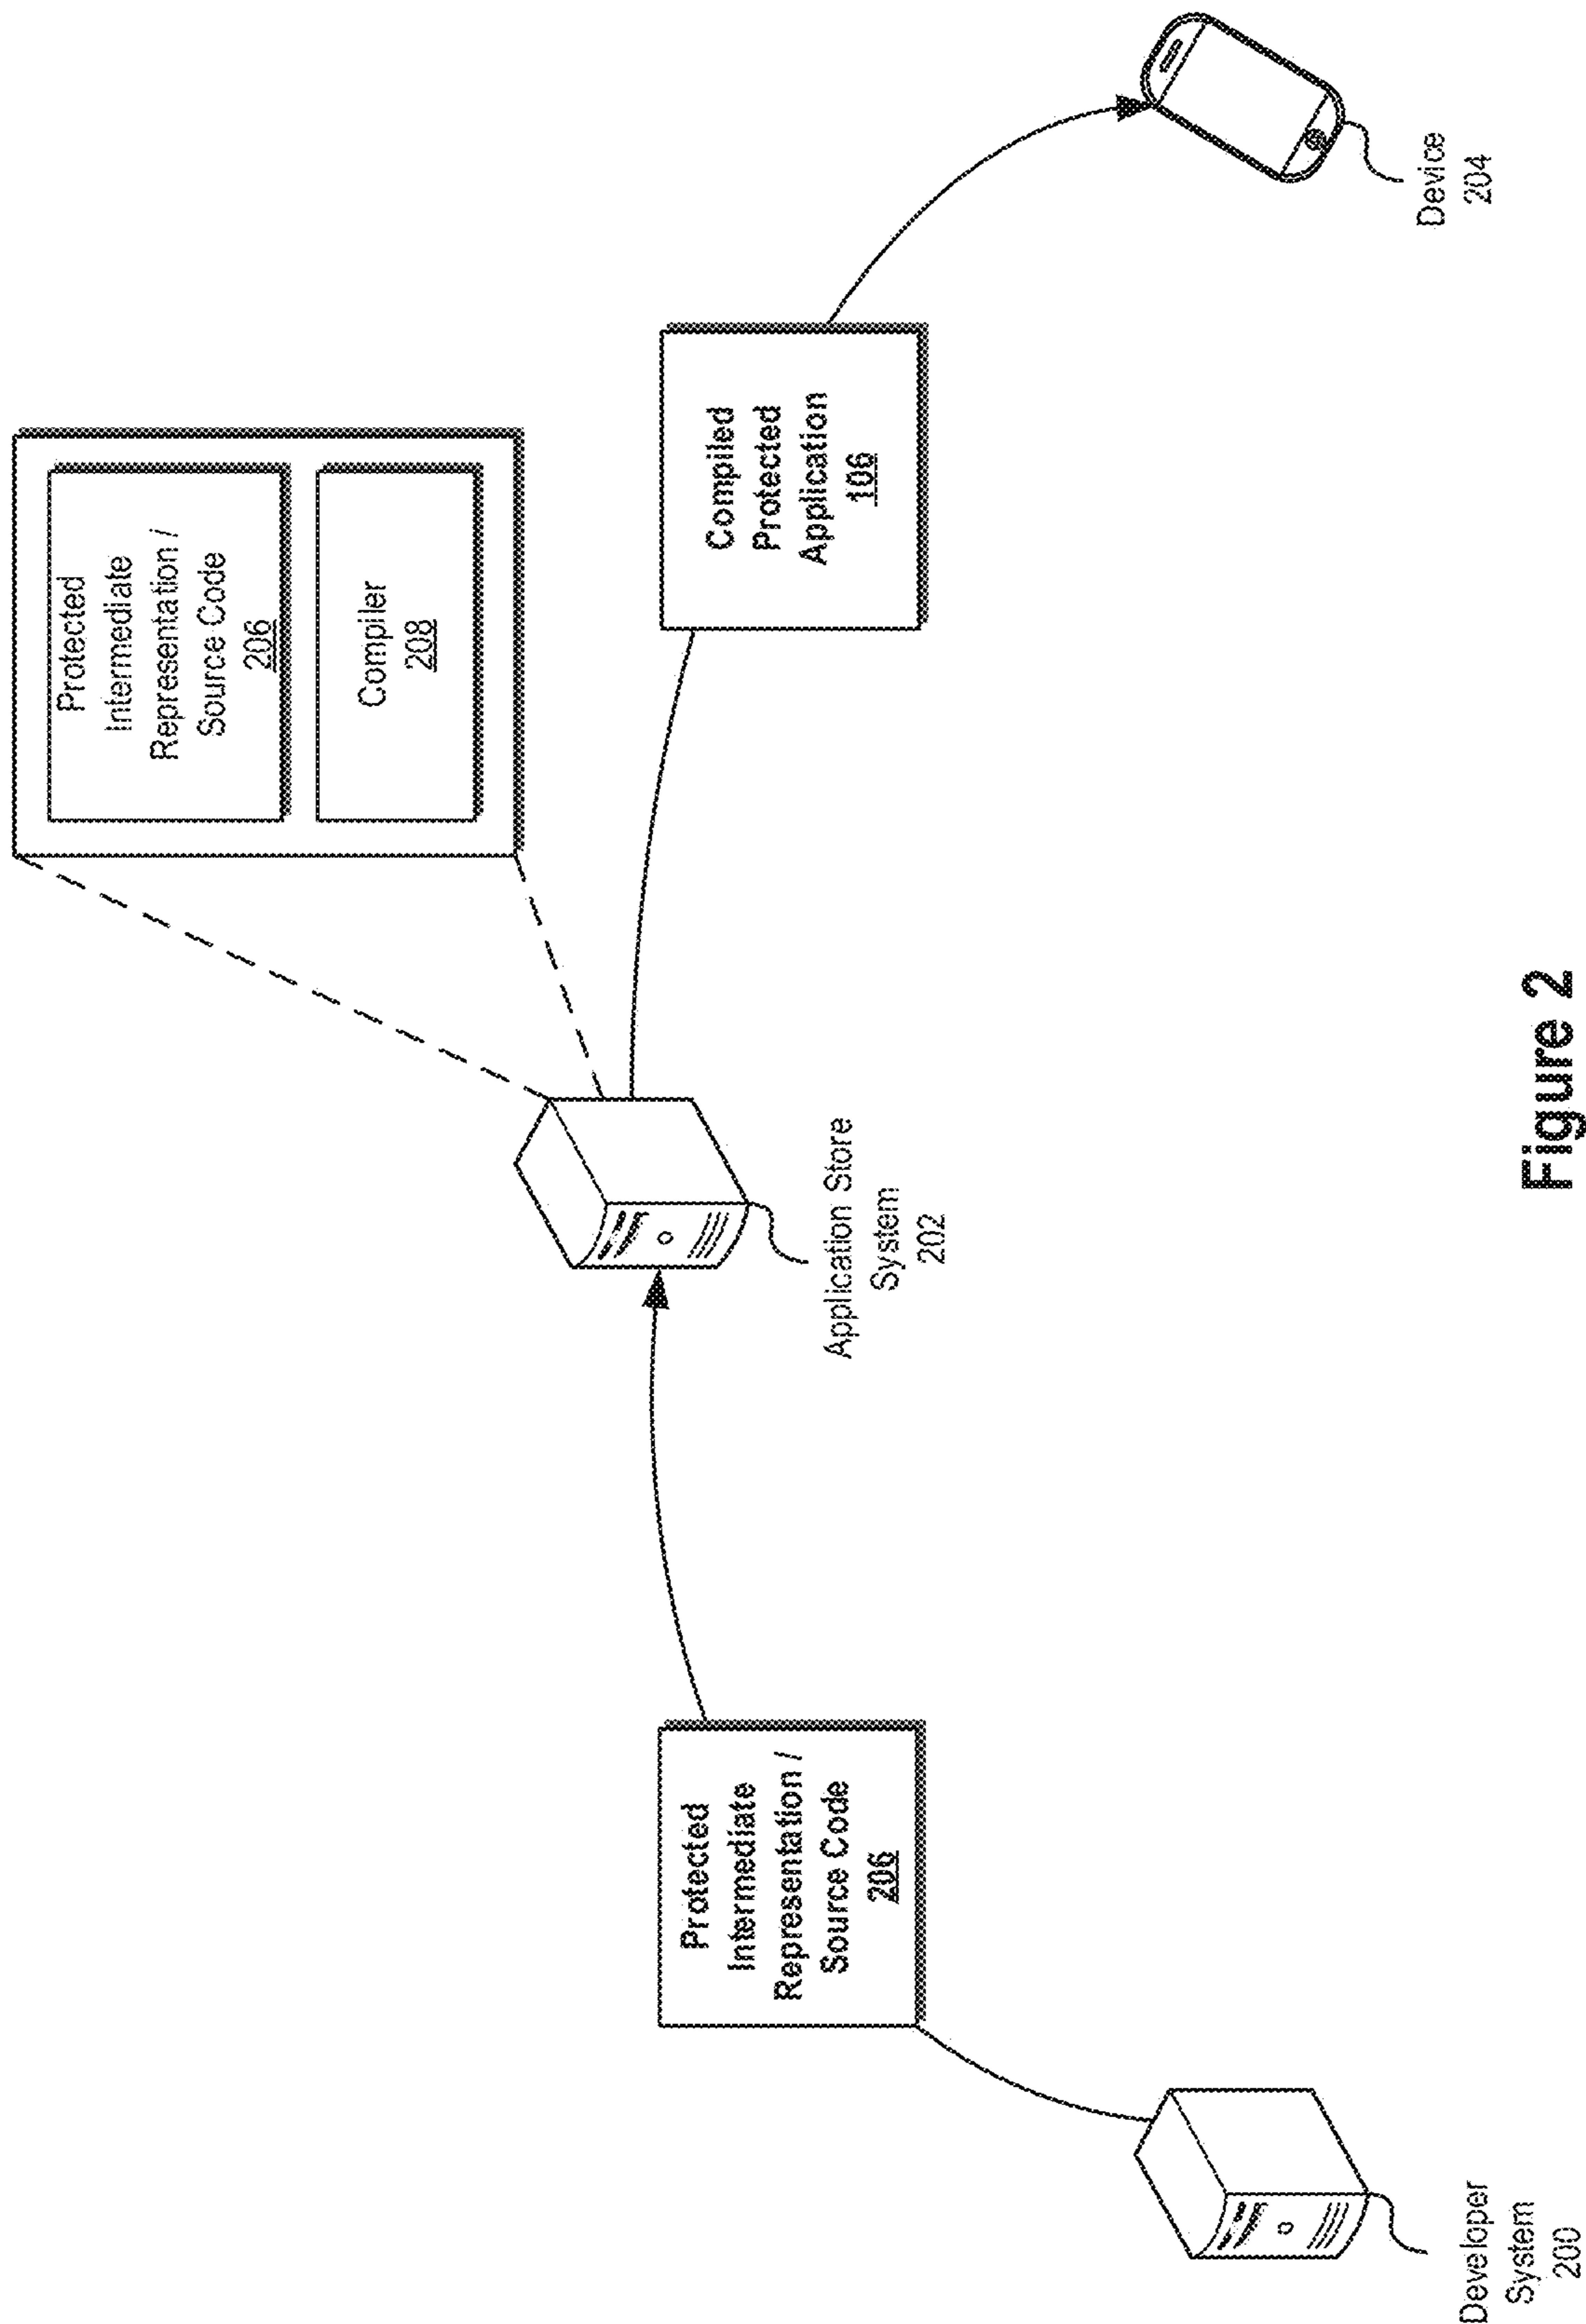 Protected
Intermediate
Representation /
Source Code
206
Compiler
208
Protected
Intermediate
Representation /
Source Code
206
Compiled
Protected
Application
106
Application Store
System
202
Developer
System
200
Device
204
Figure 2